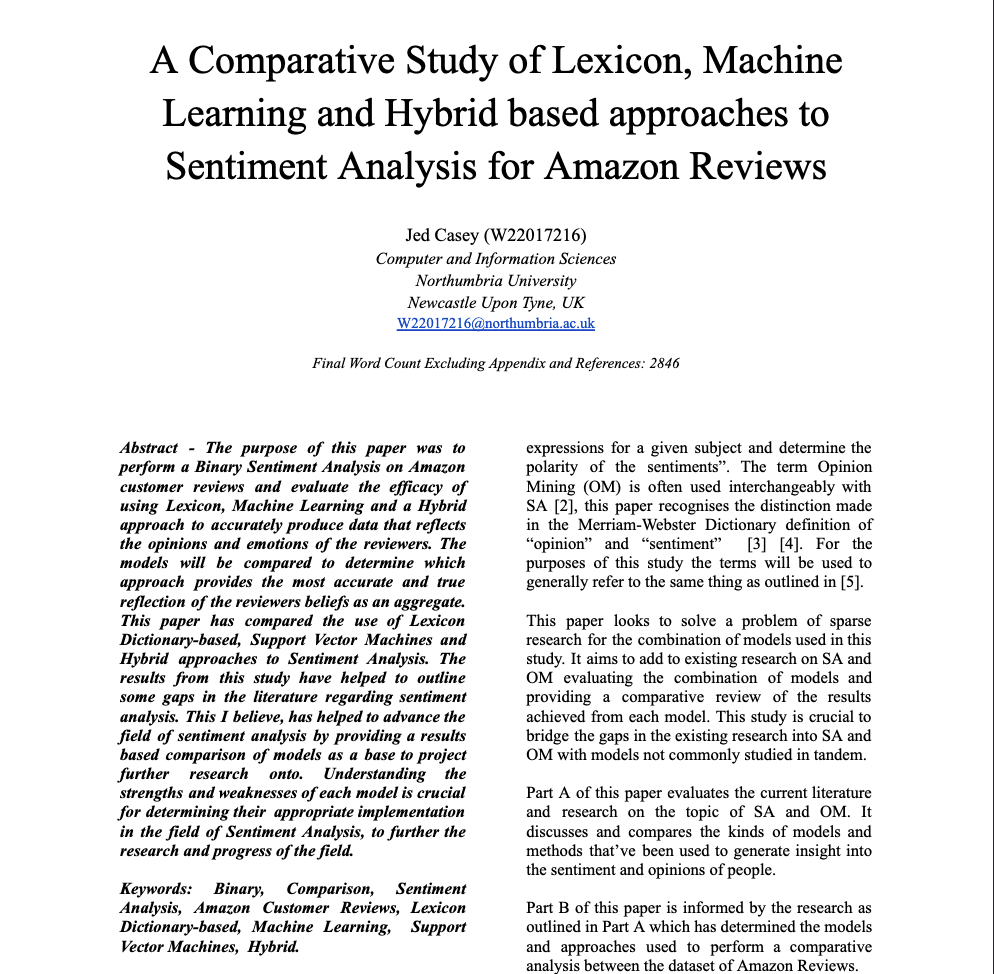 A Comparative Study of Lexicon, Machine
Learning and Hybrid based approaches to
Sentiment Analysis for Amazon Reviews
Jed Casey (W22017216)
Computer and Information Sciences
Northumbria University
Newcastle Upon Tyne, UK
W22017216@northumbria.ac.uk
Final Word Count Excluding Appendix and References: 2846
Abstract - The purpose of this paper was to
perform a Binary Sentiment Analysis on Amazon
customer reviews and evaluate the efficacy of
using Lexicon, Machine Learning and a Hybrid
approach to accurately produce data that reflects
the opinions and emotions of the reviewers. The
models will be compared to determine which
approach provides the most accurate and true
reflection of the reviewers beliefs as an aggregate.
This paper has compared the use of Lexicon
Dictionary-based, Support Vector Machines and
Hybrid approaches to Sentiment Analysis. The
results from this study have helped to outline
some gaps in the literature regarding sentiment
analysis. This I believe, has helped to advance the
field of sentiment analysis by providing a results
based comparison of models as a base to project
further research onto. Understanding the
strengths and weaknesses of each model is crucial
for determining their appropriate implementation
in the field of Sentiment Analysis, to further the
research and progress of the field.
Keywords: Binary, Comparison, Sentiment
Analysis, Amazon Customer Reviews, Lexicon
Dictionary-based, Machine Learning, Support
Vector Machines, Hybrid.
expressions for a given subject and determine the
polarity of the sentiments”. The term Opinion
Mining (OM) is often used interchangeably with
SA [2], this paper recognises the distinction made
in the Merriam-Webster Dictionary definition of
“opinion” and “sentiment” [3] [4]. For the
purposes of this study the terms will be used to
generally refer to the same thing as outlined in [5].
This paper looks to solve a problem of sparse
research for the combination of models used in this
study. It aims to add to existing research on SA and
OM evaluating the combination of models and
providing a comparative review of the results
achieved from each model. This study is crucial to
bridge the gaps in the existing research into SA and
OM with models not commonly studied in tandem.
Part A of this paper evaluates the current literature
and research on the topic of SA and OM. It
discusses and compares the kinds of models and
methods that’ve been used to generate insight into
the sentiment and opinions of people.
Part B of this paper is informed by the research as
outlined in Part A which has determined the models
and approaches used to perform a comparative
analysis between the dataset of Amazon Reviews.